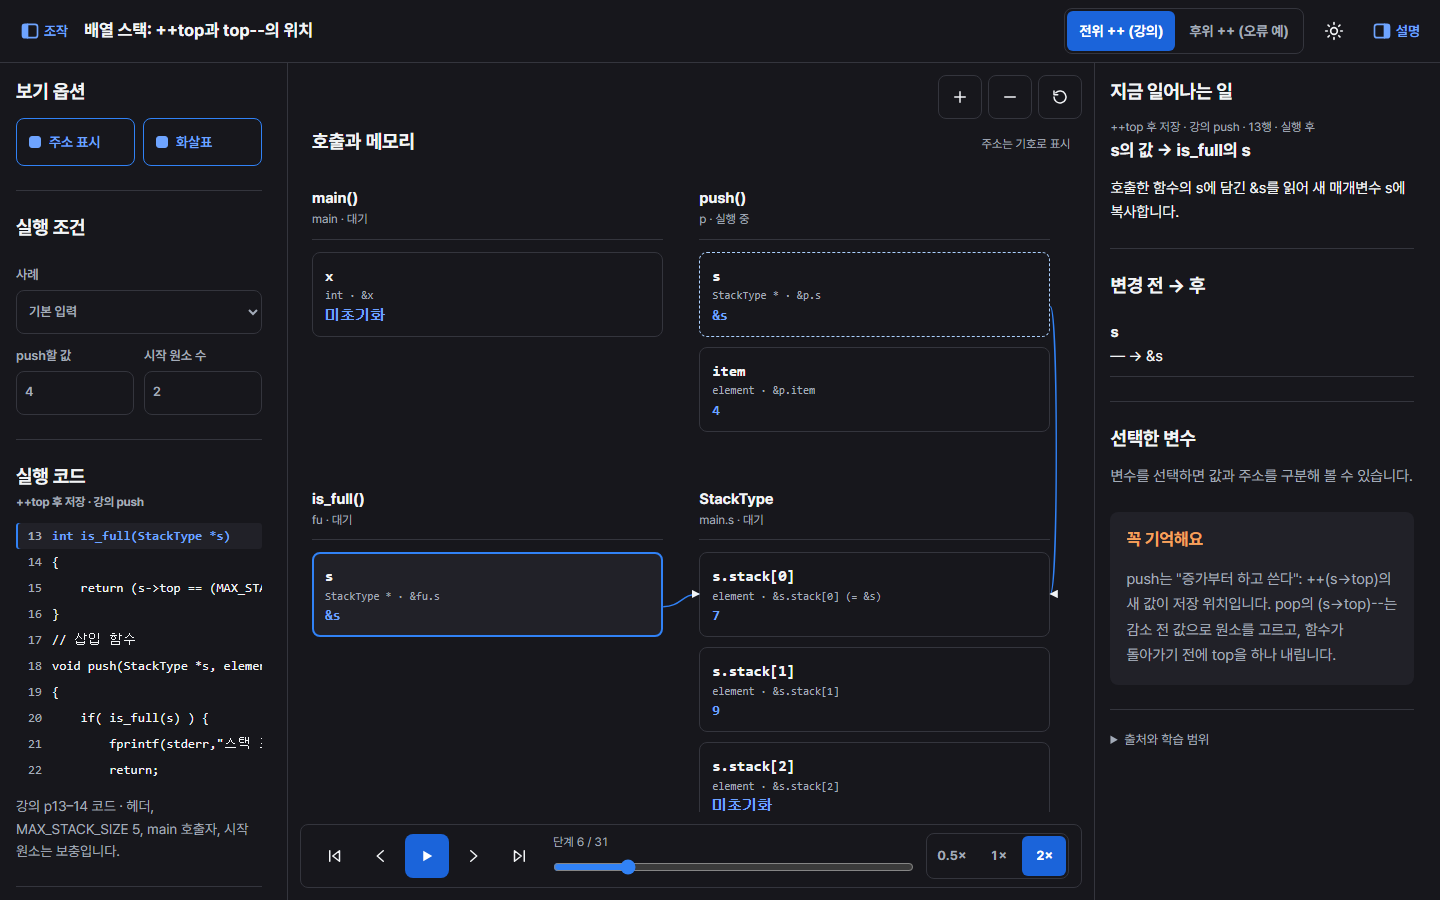 조작
배열 스택: ++top과 top--의 위치
전위 ++ (강의)
후위 ++ (오류 예)
설명
보기 옵션
주소 표시
화살표
실행 조건
사례
기본 입력
push할 값
시작 원소 수
4
2
실행 코드
++top 후 저장 · 강의 push
13 int is_full(StackType *s)
14 {
15 return (s->top == (MAX_STA
16 }
17 // 삽입 함수
18 void push(StackType *s, elemen
19 {
20 if( is_full(s) ) {
21 fprintf(stderr,"스택
22 return;
강의 p13–14 코드 · 헤더,
MAX_STACK_SIZE 5, main 호출자, 시작
원소는 보충입니다.
호출과 메모리
주소는 기호로 표시
main()
main · 대기
x
int · &x
미초기화
push()
p · 실행 중
s
StackType * · &p.s
&s
item
element · &p.item
4
is_full()
fu · 대기
s
StackType * · &fu.s
&s
StackType
main.s · 대기
s.stack[0]
element · &s.stack[0] (= &s)
7
s.stack[1]
element · &s.stack[1]
9
s.stack[2]
element · &s.stack[2]
미초기화
단계 6 / 31
0.5×
1×
2×
지금 일어나는 일
++top 후 저장 · 강의 push · 13행 · 실행 후
s의 값 → is_full의 s
호출한 함수의 s에 담긴 &s를 읽어 새 매개변수 s에
복사합니다.
변경 전 → 후
s
— → &s
선택한 변수
변수를 선택하면 값과 주소를 구분해 볼 수 있습니다.
꼭 기억해요
push는 "증가부터 하고 쓴다": ++(s→top)의
새 값이 저장 위치입니다. pop의 (s→top)--는
감소 전 값으로 원소를 고르고, 함수가
돌아가기 전에 top을 하나 내립니다.
출처와 학습 범위